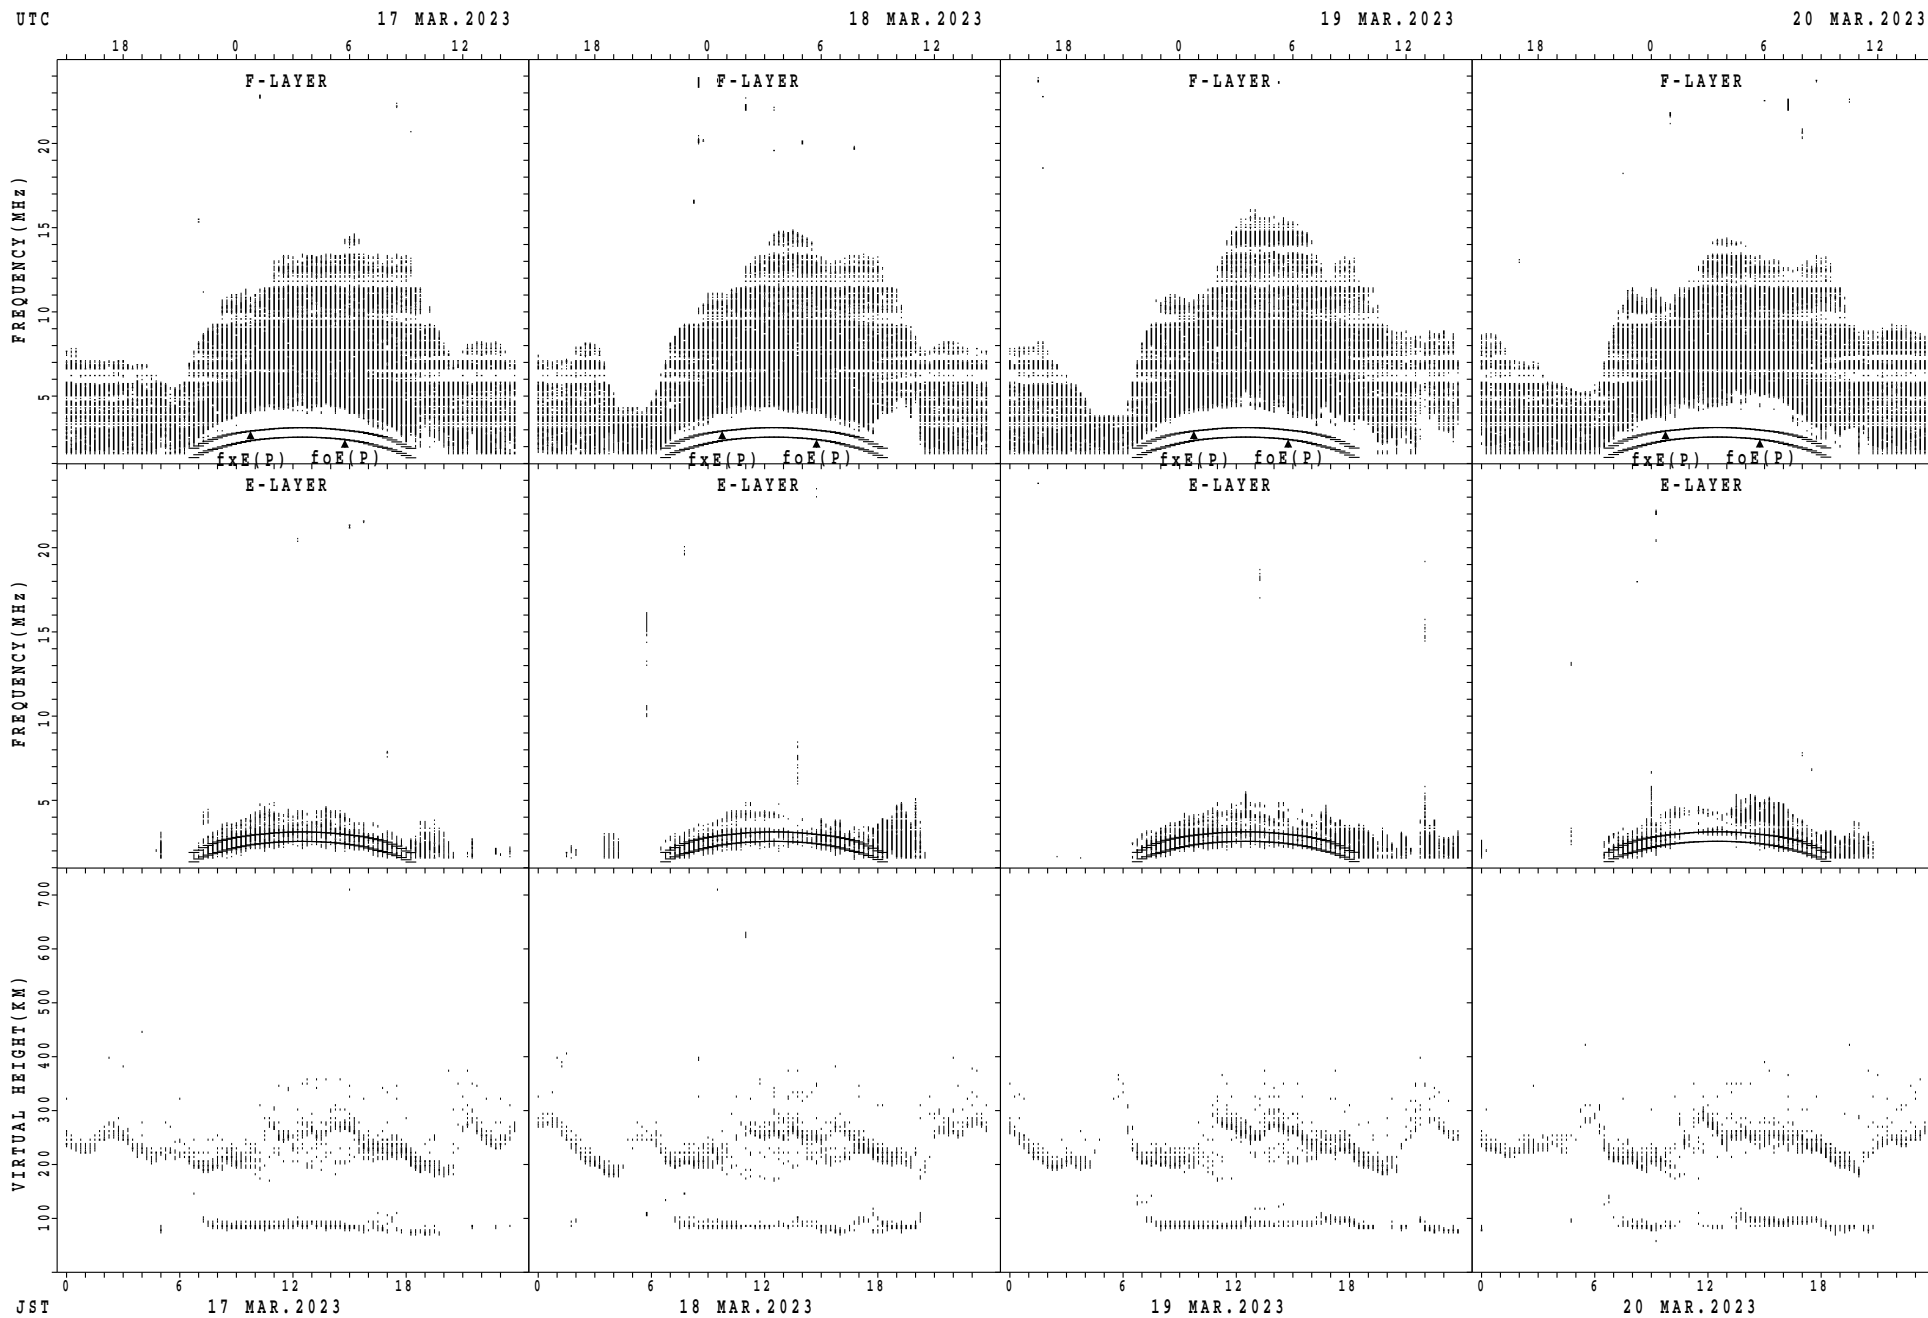 UTC 17 MAR.2023 18 MAR.2023 19 MAR.2023 20 MAR.2023
18 0 6 12 18 0 6 12 18 0 6 12 18 0 6 12
F-LAYER F-LAYER F-LAYER F-LAYER
FREQUENCY(MHz)
20
15
10
5
fxE(P) foE(P) fxE(P) foE(P) fxE(P) foE(P) fxE(P) foE(P)
E-LAYER E-LAYER E-LAYER E-LAYER
FREQUENCY(MHz)
20
15
10
5
VIRTUAL HEIGHT(KM)
700
600
500
400
300
200
100
0 6 12 18 0 6 12 18 0 6 12 18 0 6 12 18
JST 17 MAR.2023 18 MAR.2023 19 MAR.2023 20 MAR.2023